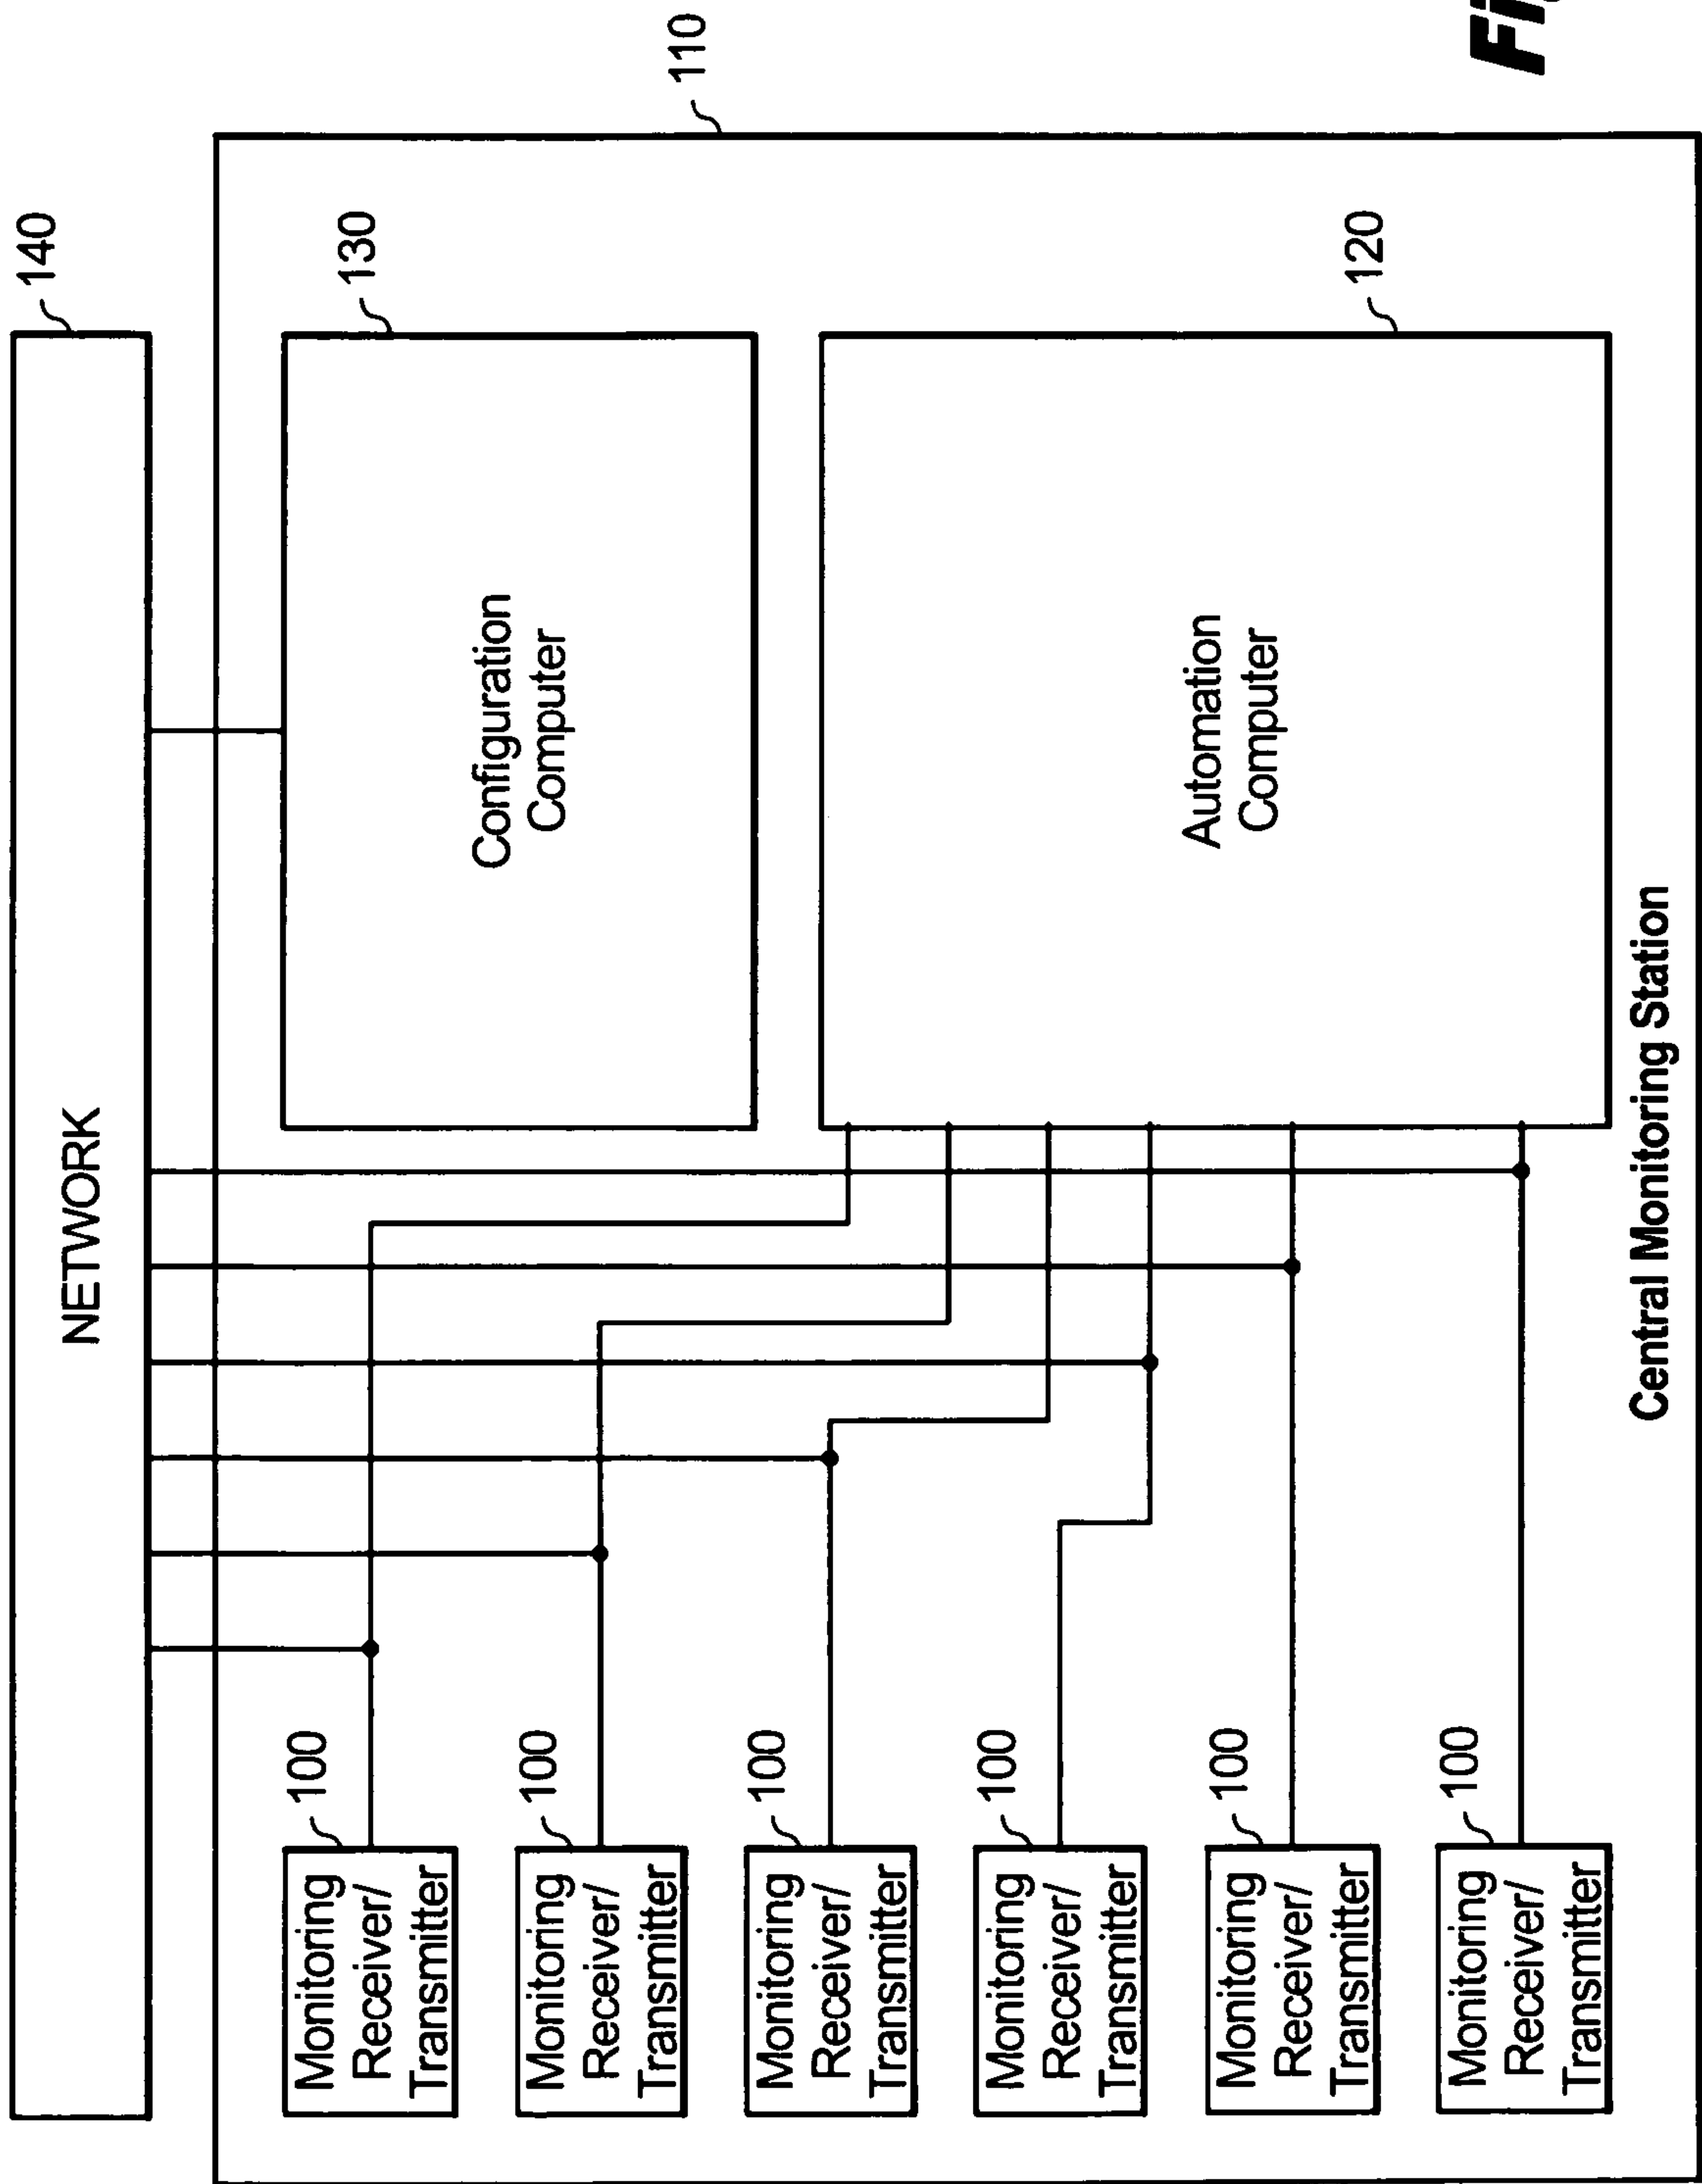 140
NETWORK
100
Monitoring
Receiver/
Transmitter
100
Monitoring
Receiver/
Transmitter
100
Monitoring
Receiver/
Transmitter
100
Monitoring
Receiver/
Transmitter
100
Monitoring
Receiver/
Transmitter
100
Monitoring
Receiver/
Transmitter
130
Configuration
Computer
110
Automation
Computer
120
Central Monitoring Station